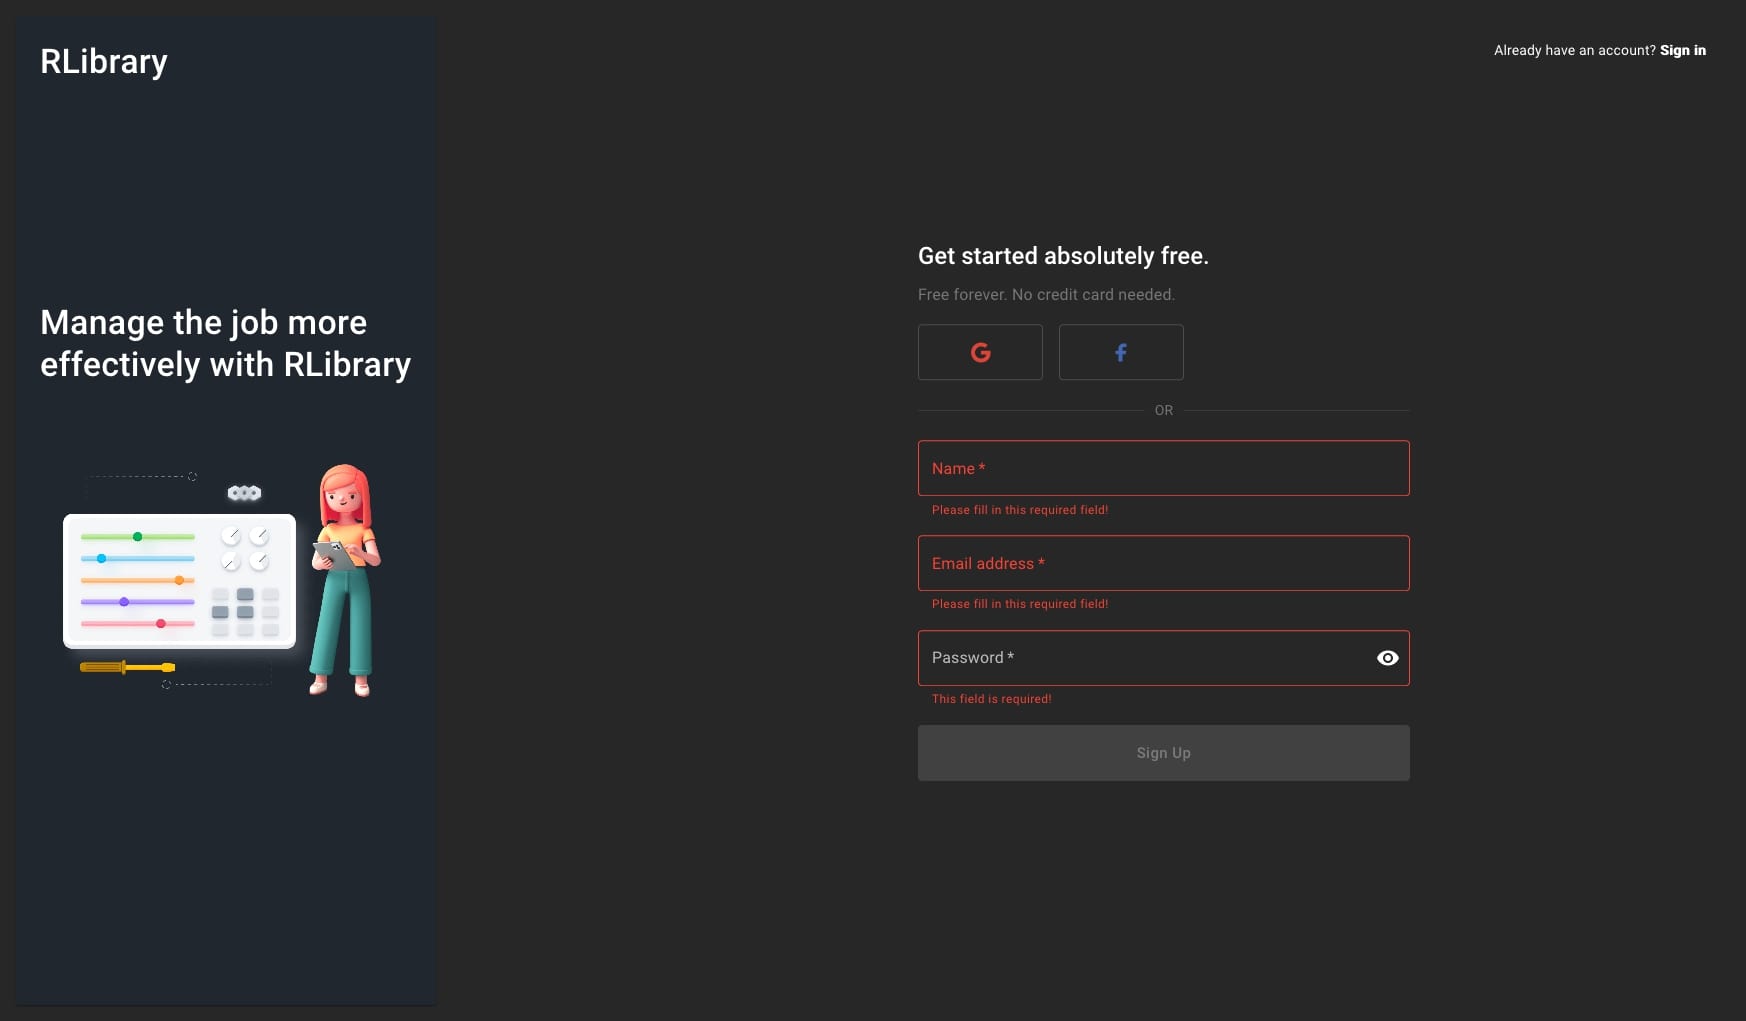 RLibrary
Already have an account? Sign in
Manage the job more
effectively with RLibrary
Get started absolutely free.
Free forever. No credit card needed.
OR
Name *
Please fill in this required field!
Email address *
Please fill in this required field!
Password *
This field is required!
Sign Up